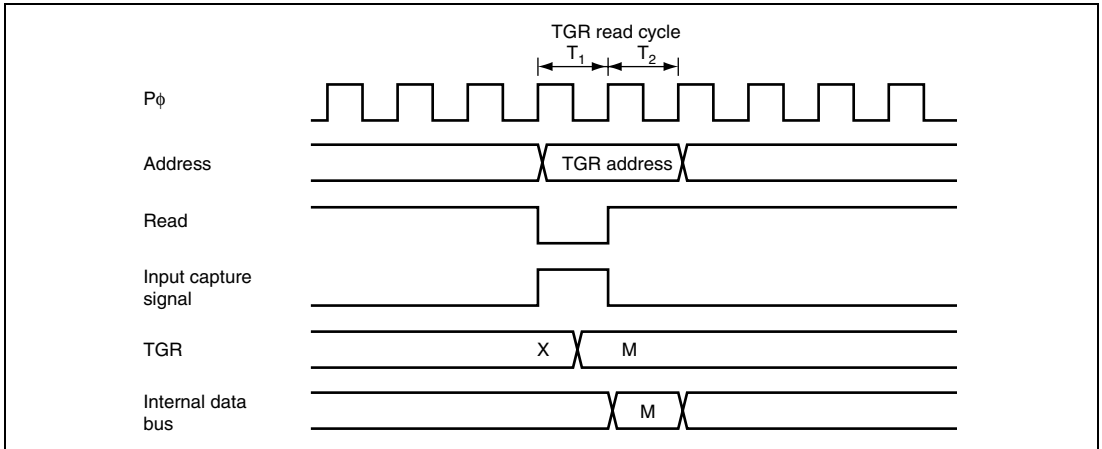 TGR read cycle
T1 T2
Pϕ
Address
TGR address
Read
Input capture
signal
TGR
X M
Internal data
bus
M